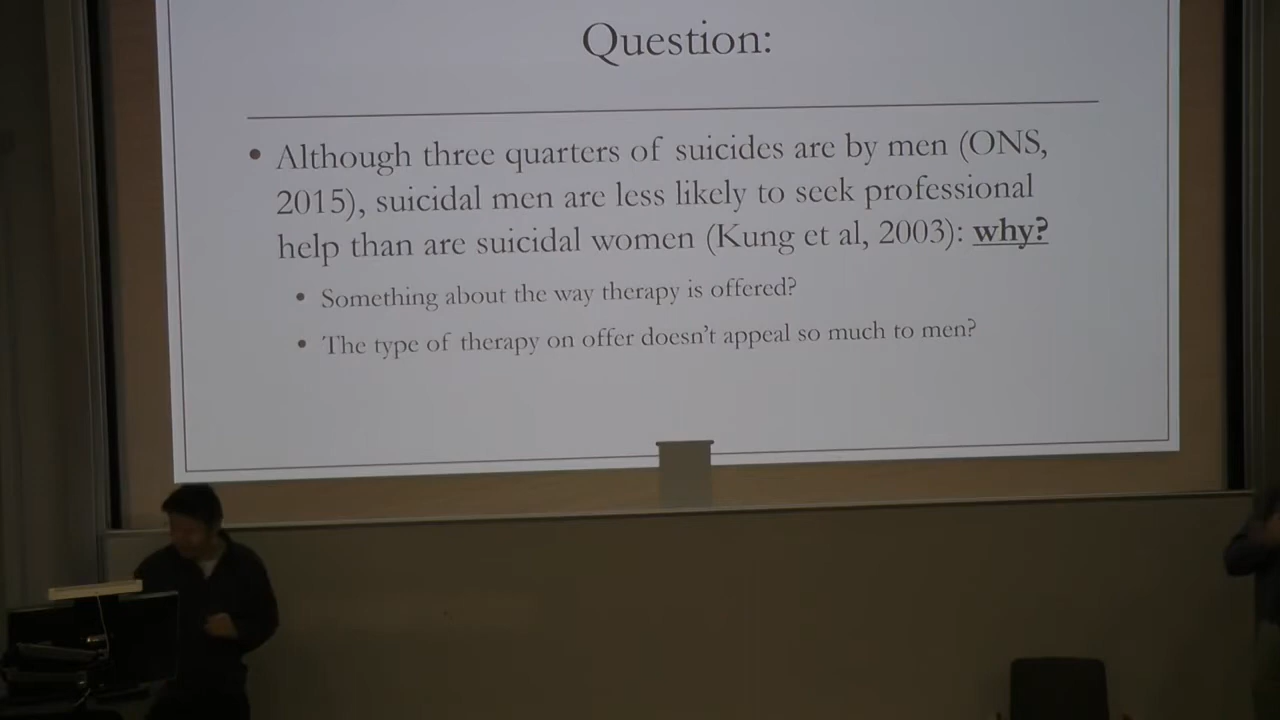 Question:
• Although three quarters of suicides are by men (ONS,
2015), suicidal men are less likely to seek professional
help than are suicidal women (Kung et al, 2003): why?
• Something about the way therapy is offered?
• The type of therapy on offer doesn't appeal so much to men?